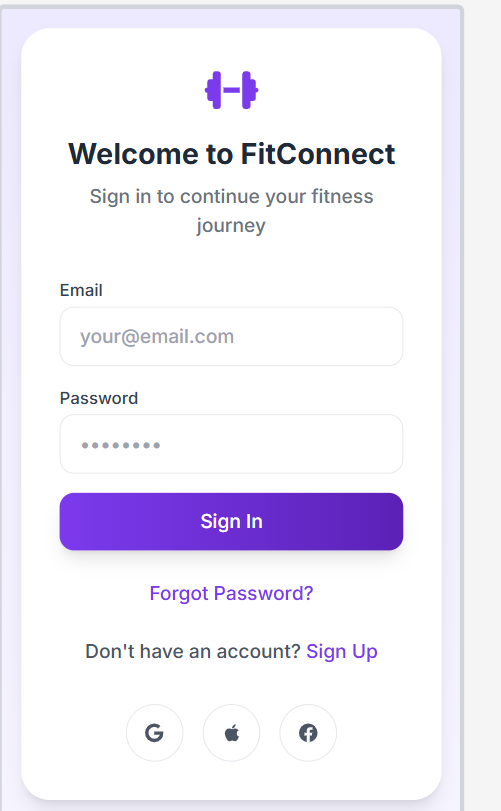 Welcome to FitConnect
Sign in to continue your fitness
journey
Email
your@email.com
Password
••••••••
Sign In
Forgot Password?
Don't have an account? Sign Up